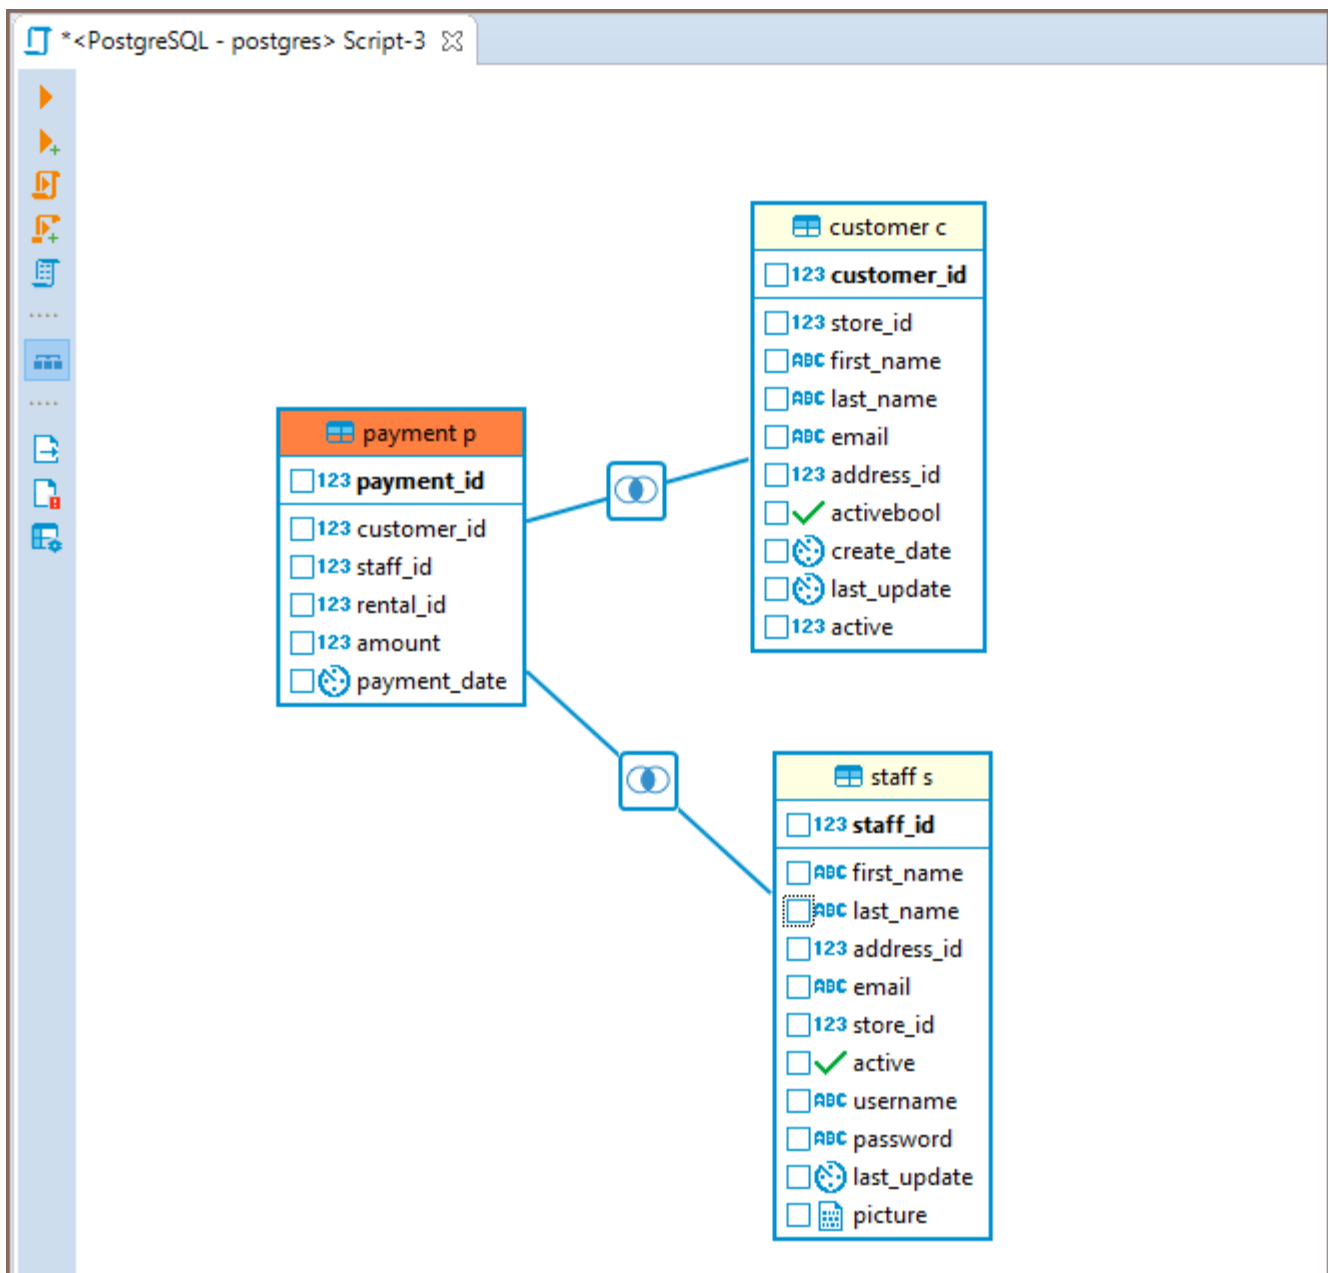 *<PostgreSQL - postgres> Script-3
customer c
123 customer_id
123 store_id
ABC first_name
ABC last_name
ABC email
123 address_id
activebool
create_date
last_update
123 active
payment p
123 payment_id
123 customer_id
123 staff_id
123 rental_id
123 amount
payment_date
staff s
123 staff_id
ABC first_name
ABC last_name
123 address_id
ABC email
123 store_id
active
ABC username
ABC password
last_update
picture